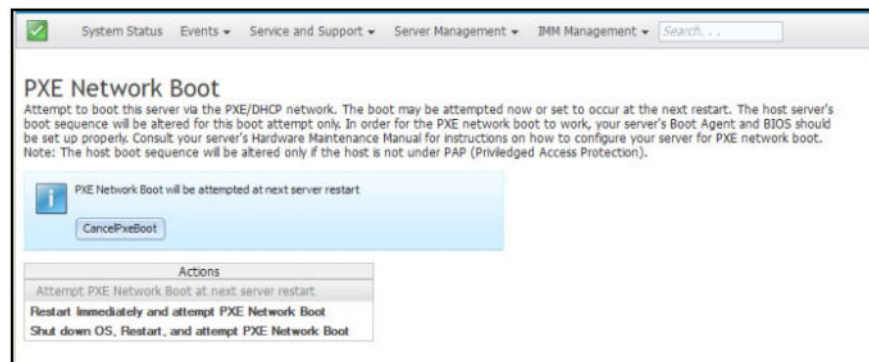 System Status Events Service and Support Server Management IMM Management Search...
PXE Network Boot
Attempt to boot this server via the PXE/DHCP network. The boot may be attempted now or set to occur at the next restart. The host server's
boot sequence will be altered for this boot attempt only. In order for the PXE network boot to work, your server's Boot Agent and BIOS should
be set up properly. Consult your server's Hardware Maintenance Manual for instructions on how to configure your server for PXE network boot.
Note: The host boot sequence will be altered only if the host is not under PAP (Priviledged Access Protection).
i
PXE Network Boot will be attempted at next server restart
CancelPxeBoot
Actions
Attempt PXE Network Boot at next server restart
Restart Immediately and attempt PXE Network Boot
Shut down OS, Restart, and attempt PXE Network Boot